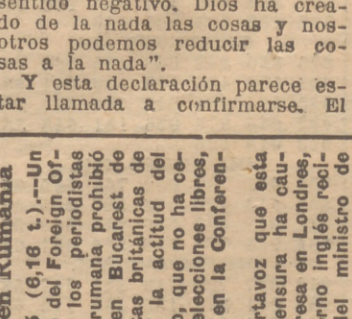 sentido negativo. Dios ha crea-
do de la nada las cosas y nos-
otros podemos reducir las co-
sas a la nada".
Y esta declaración parece es-
tar llamada a confirmarse. El
en Rumania
(6,16 t.).--Un
del Foreign Of-
los periodistas
rumana prohibió
en Bucarest de
as británicas de
la actitud del
que no ha ce-
elecciones libres,
en la Conferen-
rtavoz que esta
ensura ha cau-
resa en Londres,
erno inglés reci-
del ministro de